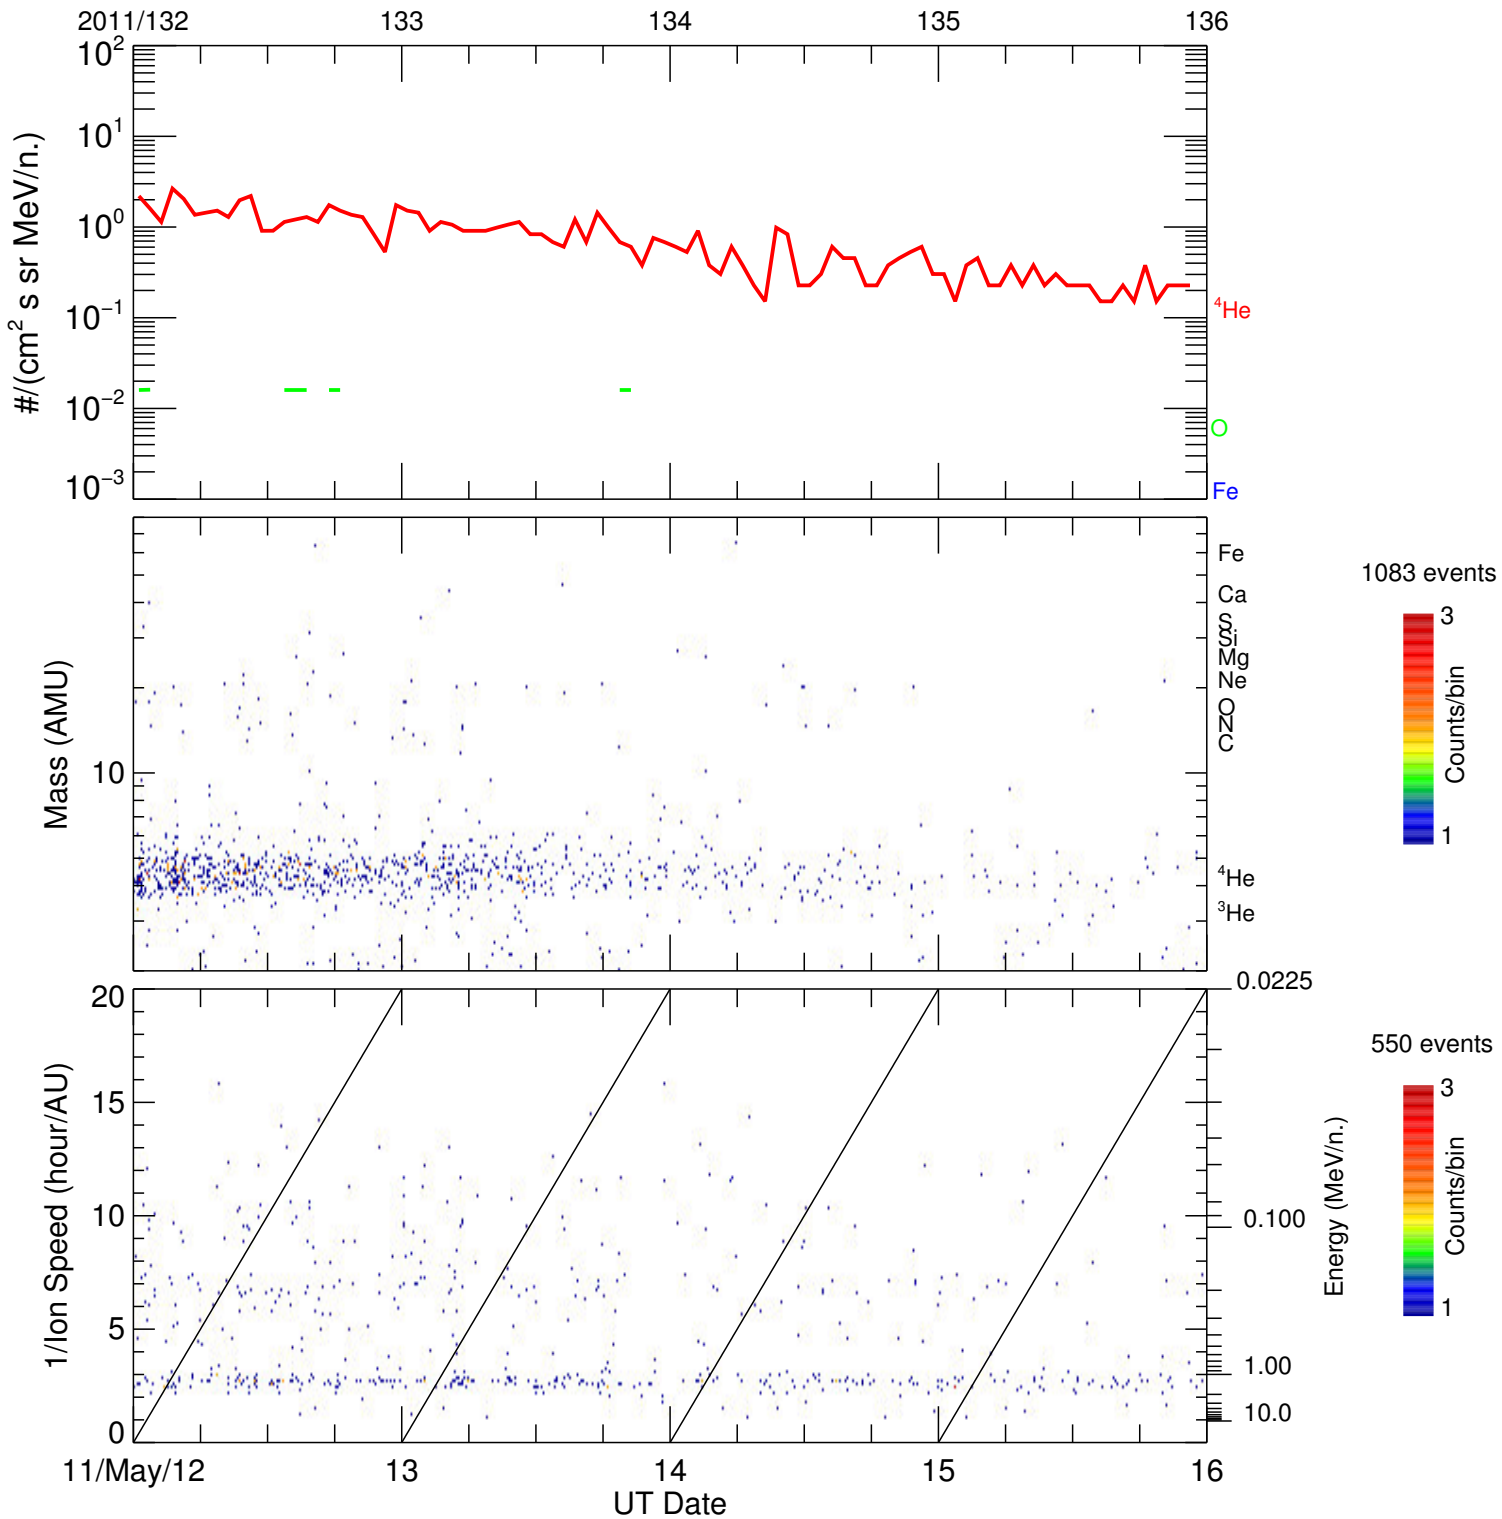 2011/132 133 134 135 136
10²
10¹
10⁰
10⁻¹
10⁻²
10⁻³
#/(cm² s sr MeV/n.)
⁴He
O
Fe
Mass (AMU)
10
Fe
Ca
S
Si
Mg
Ne
O
N
C
⁴He
³He
1083 events
3
Counts/bin
1
1/Ion Speed (hour/AU)
20
15
10
5
0
0.0225
0.100
1.00
10.0
Energy (MeV/n.)
550 events
3
Counts/bin
1
11/May/12 13 14 15 16
UT Date